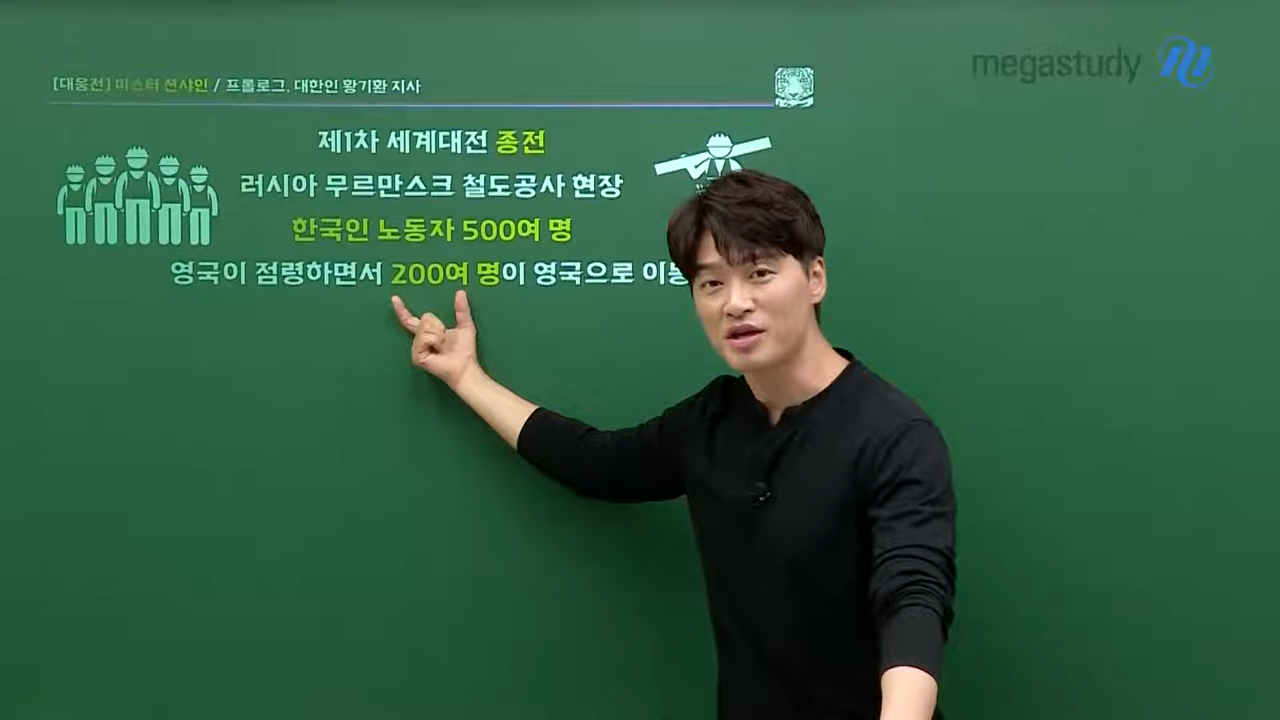 [대웅전] 미스터 션샤인 / 프롤로그, 대한인 황기환 지사
megastudy
제1차 세계대전 종전
러시아 무르만스크 철도공사 현장
한국인 노동자 500여 명
영국이 점령하면서 200여 명이 영국으로